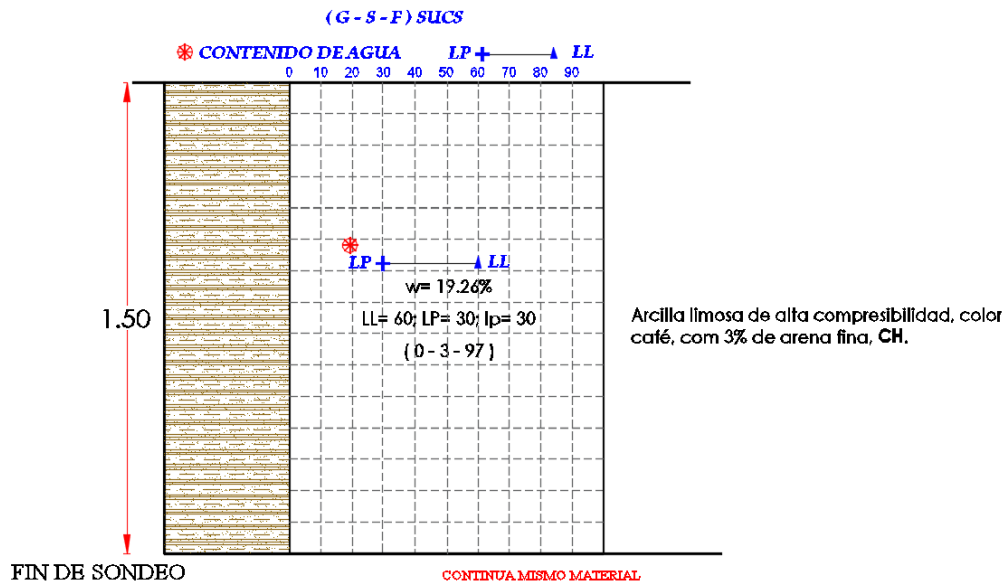 ( G - S - F ) SUCS
CONTENIDO DE AGUA LP LL
0 10 20 30 40 50 60 70 80 90
LP LL
w= 19.26%
1.50
LL= 60; LP= 30; Ip= 30
( 0 - 3 - 97 )
Arcilla limosa de alta compresibilidad, color
café, com 3% de arena fina, CH.
FIN DE SONDEO
CONTINUA MISMO MATERIAL